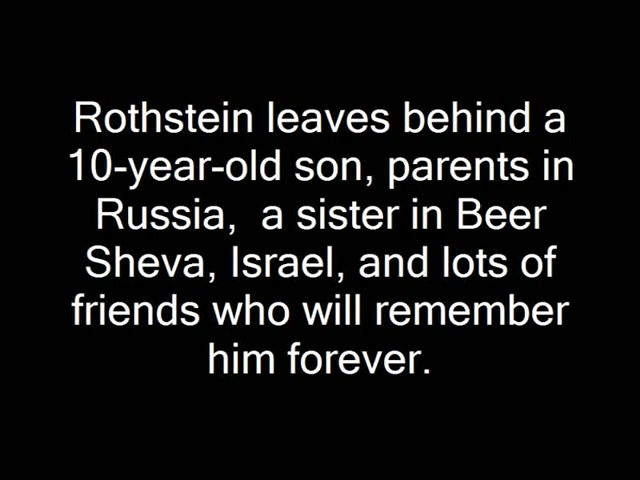 Rothstein leaves behind a
10-year-old son, parents in
Russia,  a sister in Beer
Sheva, Israel, and lots of
friends who will remember
him forever.